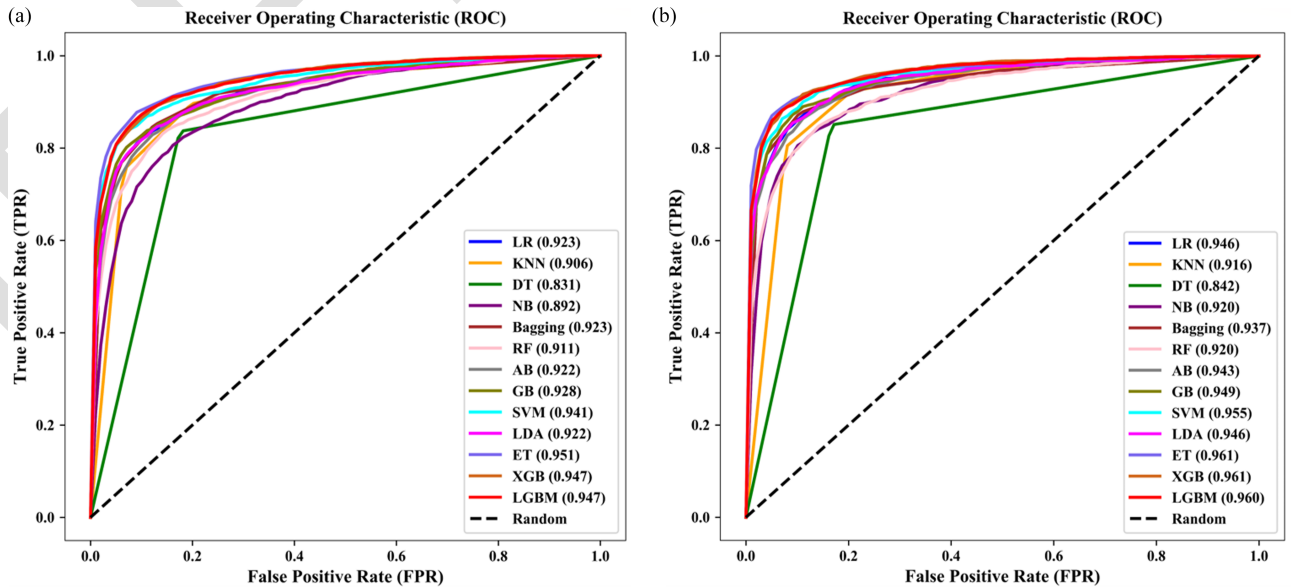 (a)
Receiver Operating Characteristic (ROC)
True Positive Rate (TPR)
1.0
0.8
0.6
0.4
0.2
0.0
LR (0.923)
KNN (0.906)
DT (0.831)
NB (0.892)
Bagging (0.923)
RF (0.911)
AB (0.922)
GB (0.928)
SVM (0.941)
LDA (0.922)
ET (0.951)
XGB (0.947)
LGBM (0.947)
Random
0.0 0.2 0.4 0.6 0.8 1.0
False Positive Rate (FPR)
(b)
Receiver Operating Characteristic (ROC)
True Positive Rate (TPR)
1.0
0.8
0.6
0.4
0.2
0.0
LR (0.946)
KNN (0.916)
DT (0.842)
NB (0.920)
Bagging (0.937)
RF (0.920)
AB (0.943)
GB (0.949)
SVM (0.955)
LDA (0.946)
ET (0.961)
XGB (0.961)
LGBM (0.960)
Random
0.0 0.2 0.4 0.6 0.8 1.0
False Positive Rate (FPR)